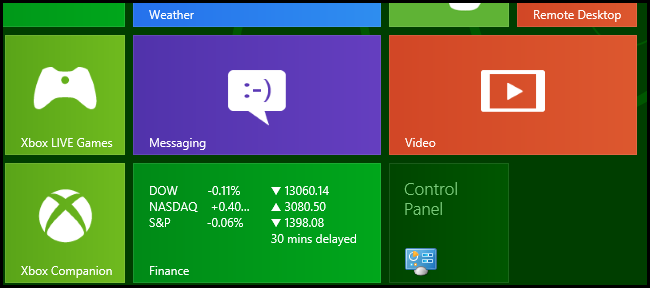 Weather
Remote Desktop
Xbox LIVE Games
:-)
Messaging
Video
Xbox Companion
DOW -0.11% ▼ 13060.14
NASDAQ +0.40... ▲ 3080.50
S&P -0.06% ▼ 1398.08
30 mins delayed
Finance
Control
Panel